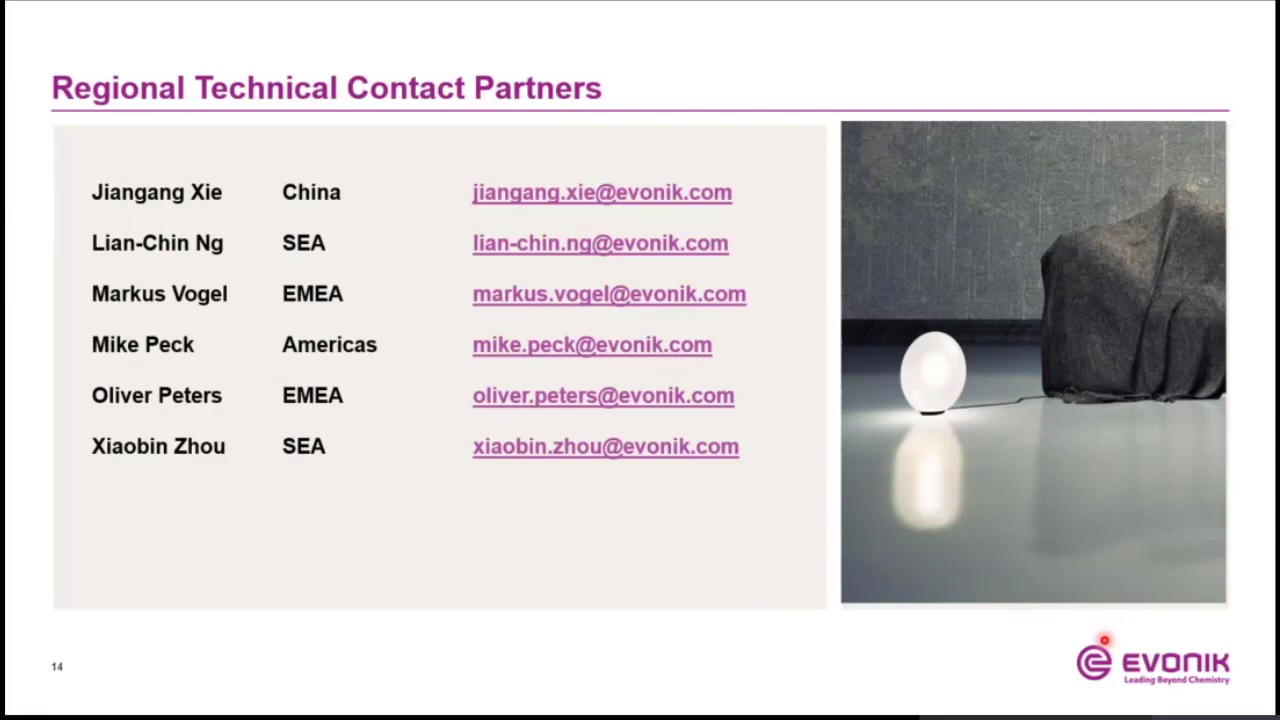 Regional Technical Contact Partners
Jiangang Xie China jiangang.xie@evonik.com
Lian-Chin Ng SEA lian-chin.ng@evonik.com
Markus Vogel EMEA markus.vogel@evonik.com
Mike Peck Americas mike.peck@evonik.com
Oliver Peters EMEA oliver.peters@evonik.com
Xiaobin Zhou SEA xiaobin.zhou@evonik.com
14
EVONIK
Leading Beyond Chemistry